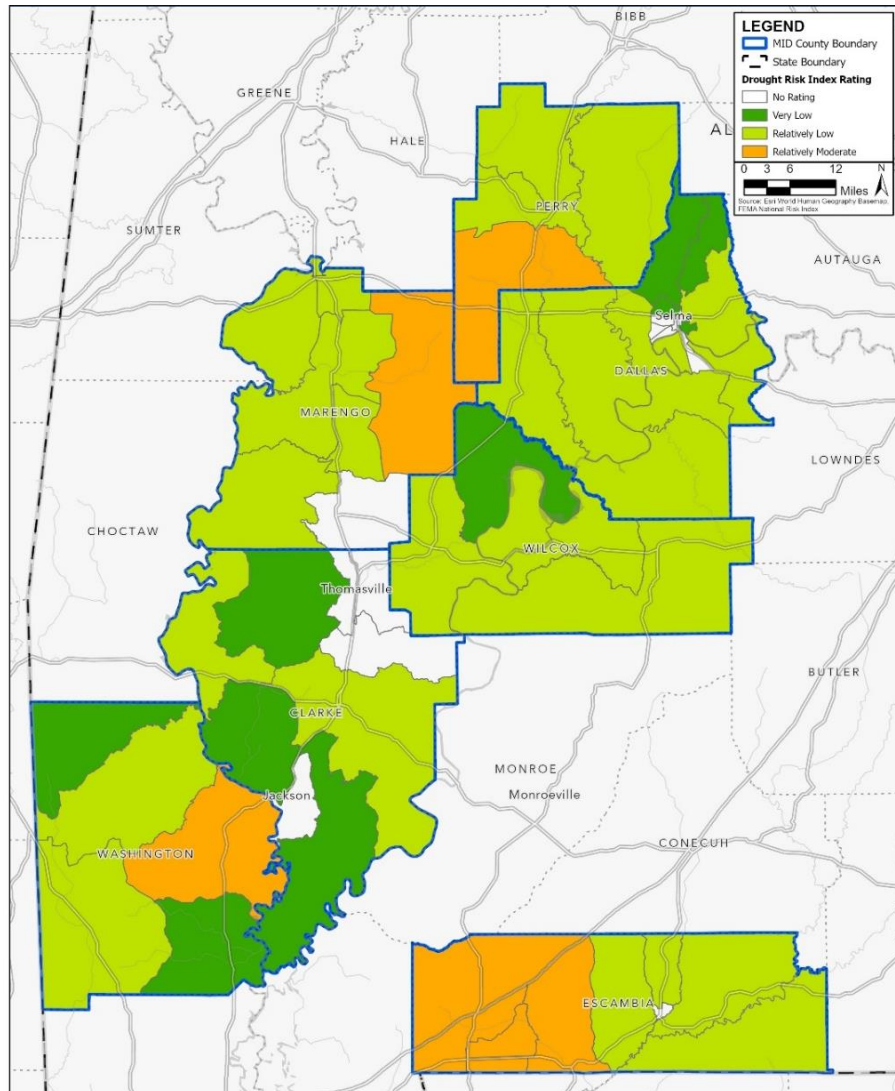 BIBB
LEGEND
MID County Boundary
State Boundary
Drought Risk Index Rating
No Rating
Very Low
Relatively Low
Relatively Moderate
0 3 6 12
Miles
N
Source: Esri World Human Geography Basemap,
FEMA National Risk Index
GREENE
AL
HALE
PERRY
SUMTER
AUTAUGA
Selma
DALLAS
MARENGO
LOWNDES
CHOCTAW
WILCOX
Thomasville
BUTLER
CLARKE
MONROE
Jackson
Monroeville
CONECUH
WASHINGTON
ESCAMBIA